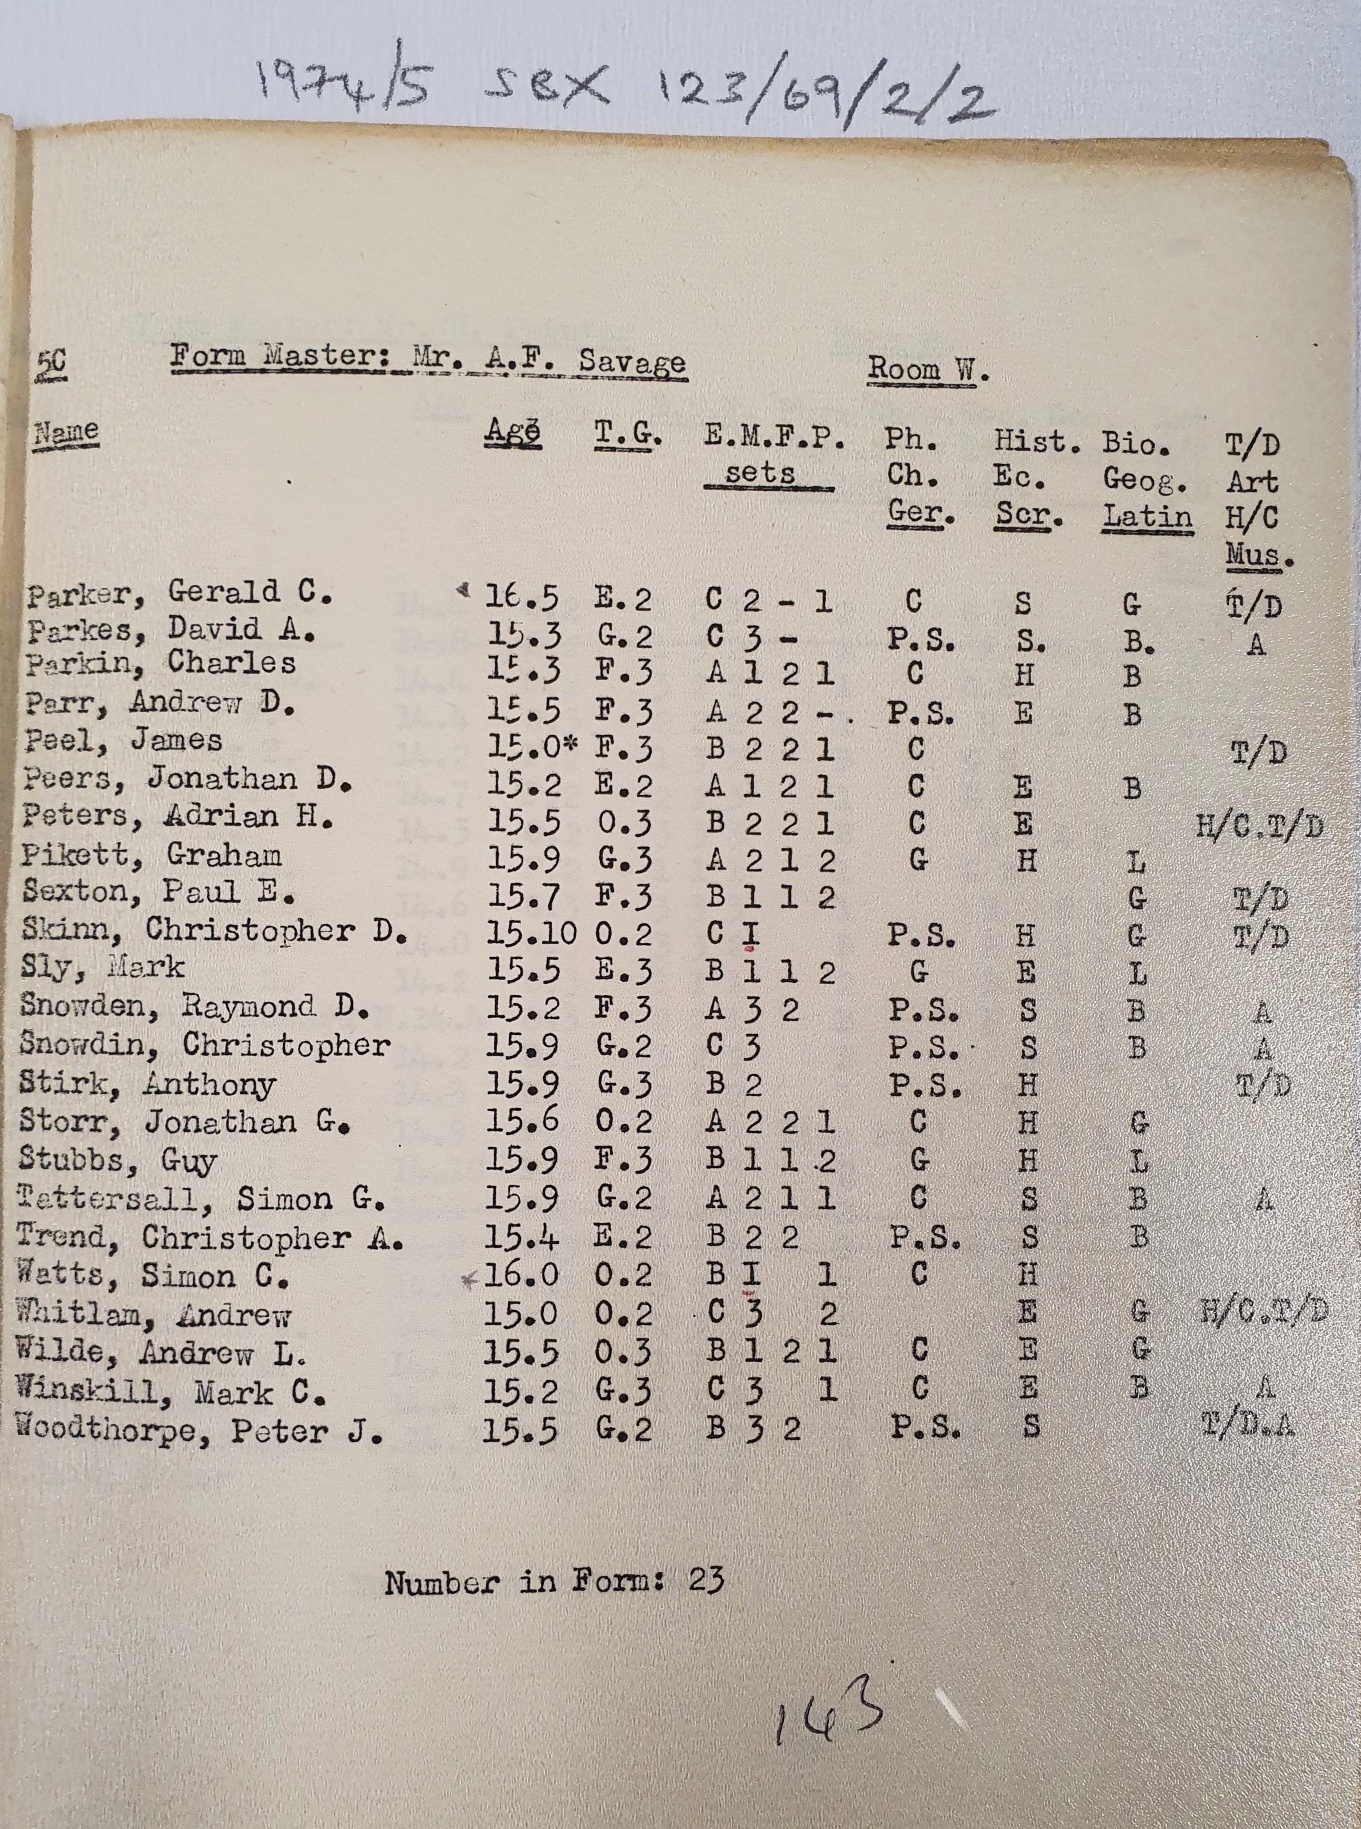 1974/5 SBX 123/69/2/2
5C Form Master: Mr. A.F. Savage Room W.
Name Age T.G. E.M.F.P. Ph. Hist. Bio. T/D
sets Ch. Ec. Geog. Art
Ger. Scr. Latin H/C
Mus.
Parker, Gerald C. 16.5 E.2 C 2 - 1 C S G T/D
Parkes, David A. 15.3 G.2 C 3 - P.S. S. B. A
Parkin, Charles 15.3 F.3 A 1 2 1 C H B
Parr, Andrew D. 15.5 F.3 A 2 2 - . P.S. E B
Peel, James 15.0* F.3 B 2 2 1 C T/D
Peers, Jonathan D. 15.2 E.2 A 1 2 1 C E B
Peters, Adrian H. 15.5 O.3 B 2 2 1 C E H/C.T/D
Pikett, Graham 15.9 G.3 A 2 1 2 G H L
Sexton, Paul E. 15.7 F.3 B 1 1 2 G T/D
Skinn, Christopher D. 15.10 O.2 C I P.S. H G T/D
Sly, Mark 15.5 E.3 B 1 1 2 G E L
Snowden, Raymond D. 15.2 F.3 A 3 2 P.S. S B A
Snowdin, Christopher 15.9 G.2 C 3 P.S. S B A
Stirk, Anthony 15.9 G.3 B 2 P.S. H T/D
Storr, Jonathan G. 15.6 O.2 A 2 2 1 C H G
Stubbs, Guy 15.9 F.3 B 1 1 2 G H L
Tattersall, Simon G. 15.9 G.2 A 2 1 1 C S B A
Trend, Christopher A. 15.4 E.2 B 2 2 P.S. S B
Watts, Simon C. *16.0 O.2 B I 1 C H
Whitlam, Andrew 15.0 O.2 C 3 2 E G H/C.T/D
Wilde, Andrew L. 15.5 O.3 B 1 2 1 C E G
Winskill, Mark C. 15.2 G.3 C 3 1 C E B A
Woodthorpe, Peter J. 15.5 G.2 B 3 2 P.S. S T/D.A
Number in Form: 23
143